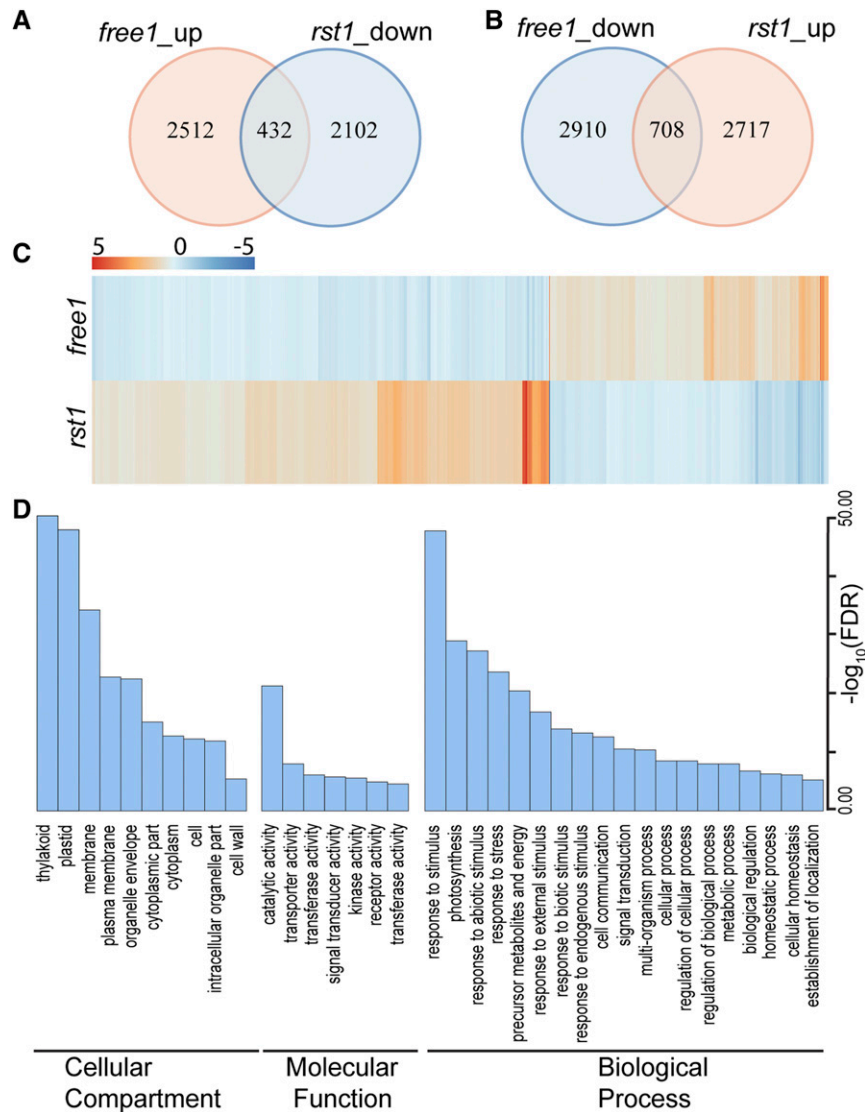 A
free1_up
rst1_down
2512
432
2102
B
free1_down
rst1_up
2910
708
2717
C
5 0 -5
free1
rst1
D
50.00
-log10(FDR)
0.00
thylakoid
plastid
membrane
plasma membrane
organelle envelope
cytoplasmic part
cytoplasm
cell
intracellular organelle part
cell wall
catalytic activity
transporter activity
transferase activity
signal transducer activity
kinase activity
receptor activity
transferase activity
response to stimulus
photosynthesis
response to abiotic stimulus
response to stress
precursor metabolites and energy
response to external stimulus
response to biotic stimulus
response to endogenous stimulus
cell communication
signal transduction
multi-organism process
cellular process
regulation of cellular process
regulation of biological process
metabolic process
biological regulation
homeostatic process
cellular homeostasis
establishment of localization
Cellular
Compartment
Molecular
Function
Biological
Process